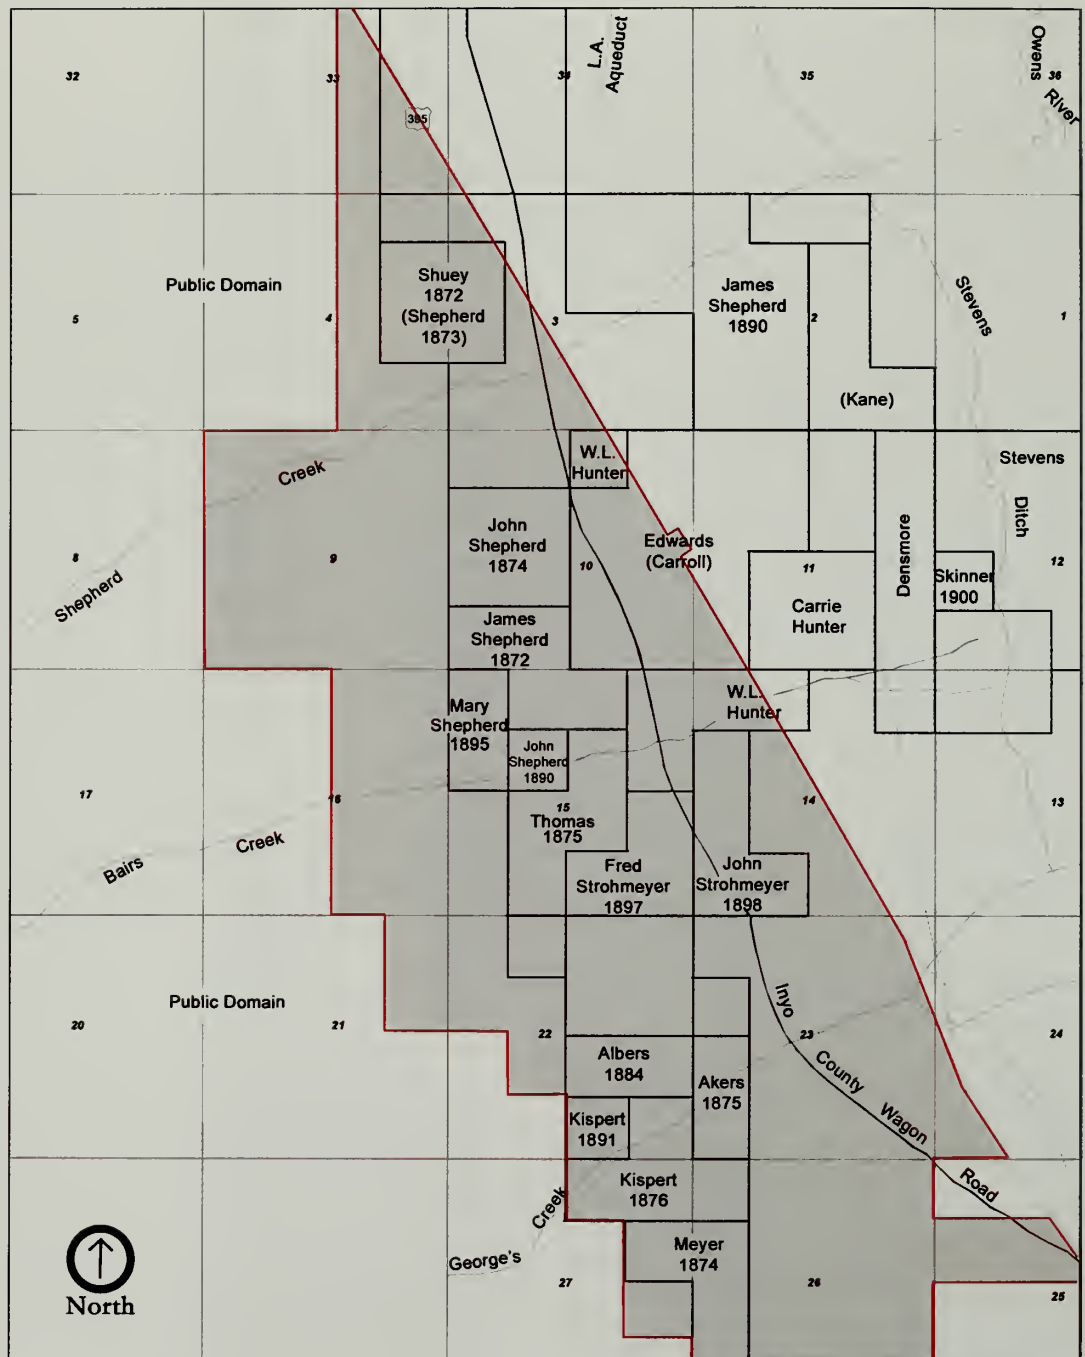 32
33
34
L.A.
Aqueduct
35
Owens
36
River
395
Public Domain
5
4
Shuey
1872
(Shepherd
1873)
3
James
Shepherd
1890
2
Stevens
1
(Kane)
Creek
W.L.
Hunter
Stevens
Ditch
Shepherd
8
9
John
Shepherd
1874
10
Edwards
(Carroll)
11
Densmore
Skinner
1900
12
Carrie
Hunter
James
Shepherd
1872
Mary
Shepherd
1895
W.L.
Hunter
John
Shepherd
1890
17
16
15
Thomas
1875
14
13
Bairs
Creek
Fred
Strohmeyer
1897
John
Strohmeyer
1898
Public Domain
20
21
22
Inyo
23
24
County
Wagon
Road
Albers
1884
Akers
1875
Kispert
1891
Kispert
1876
Creek
George's
Meyer
1874
27
26
25
North